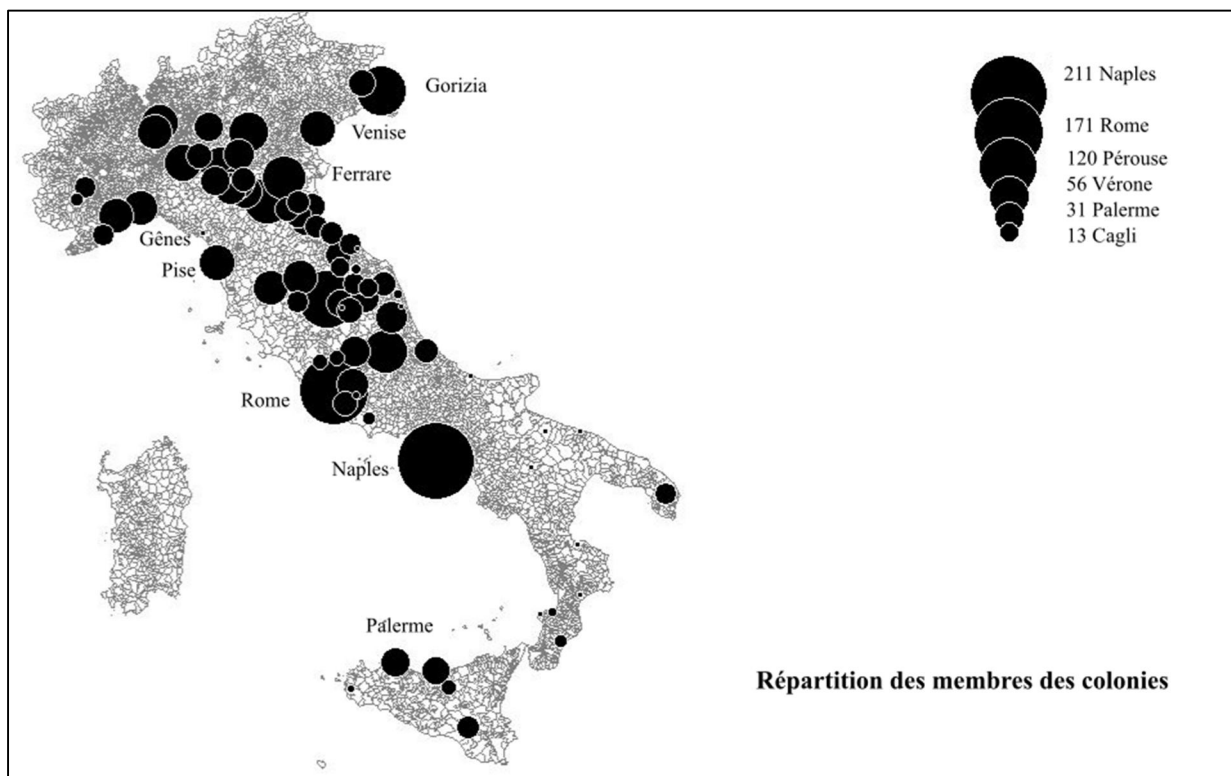 Gorizia
Venise
Ferrare
Gênes
Pise
Rome
Naples
Palerme
211 Naples
171 Rome
120 Pérouse
56 Vérone
31 Palerme
13 Cagli
Répartition des membres des colonies